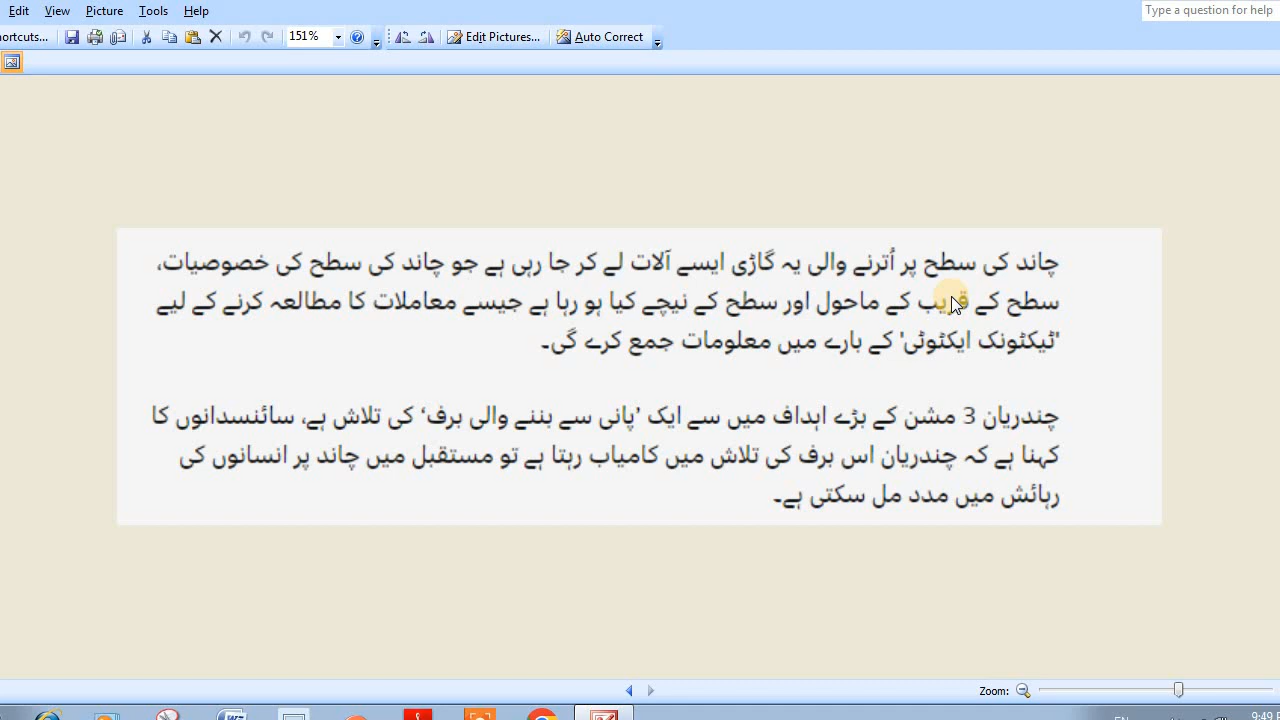 Edit View Picture Tools Help
Type a question for help
ortcuts... 151% Edit Pictures... Auto Correct
چاند کی سطح پر اُترنے والی یہ گاڑی ایسے آلات لے کر جا رہی ہے جو چاند کی سطح کی خصوصیات،
سطح کے قریب کے ماحول اور سطح کے نیچے کیا ہو رہا ہے جیسے معاملات کا مطالعہ کرنے کے لیے
'ٹیکٹونک ایکٹوٹی' کے بارے میں معلومات جمع کرے گی۔
چندریان 3 مشن کے بڑے اہداف میں سے ایک ’پانی سے بننے والی برف‘ کی تلاش ہے، سائنسدانوں کا
کہنا ہے کہ چندریان اس برف کی تلاش میں کامیاب رہتا ہے تو مستقبل میں چاند پر انسانوں کی
رہائش میں مدد مل سکتی ہے۔
Zoom:
9:49